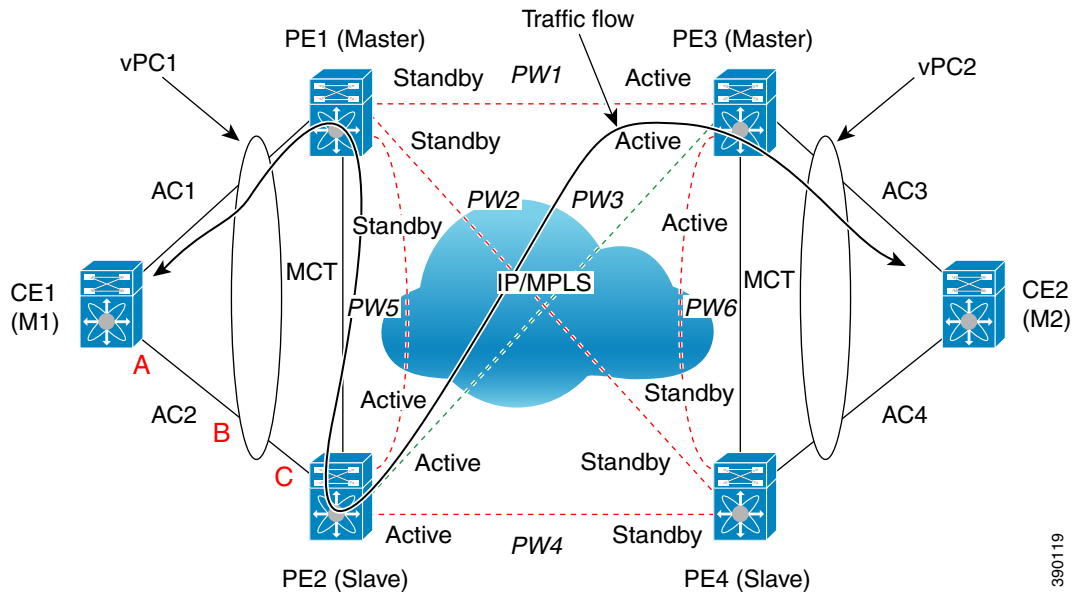 Traffic flow
PE1 (Master)
PE3 (Master)
vPC1
vPC2
Standby
PW1
Active
Standby
Active
AC1
AC3
PW2
PW3
Standby
Active
MCT
IP/MPLS
MCT
CE1
(M1)
CE2
(M2)
PW5
PW6
A
Active
Standby
AC2
AC4
B
C
Active
Standby
Active
PW4
Standby
PE2 (Slave)
PE4 (Slave)
390119